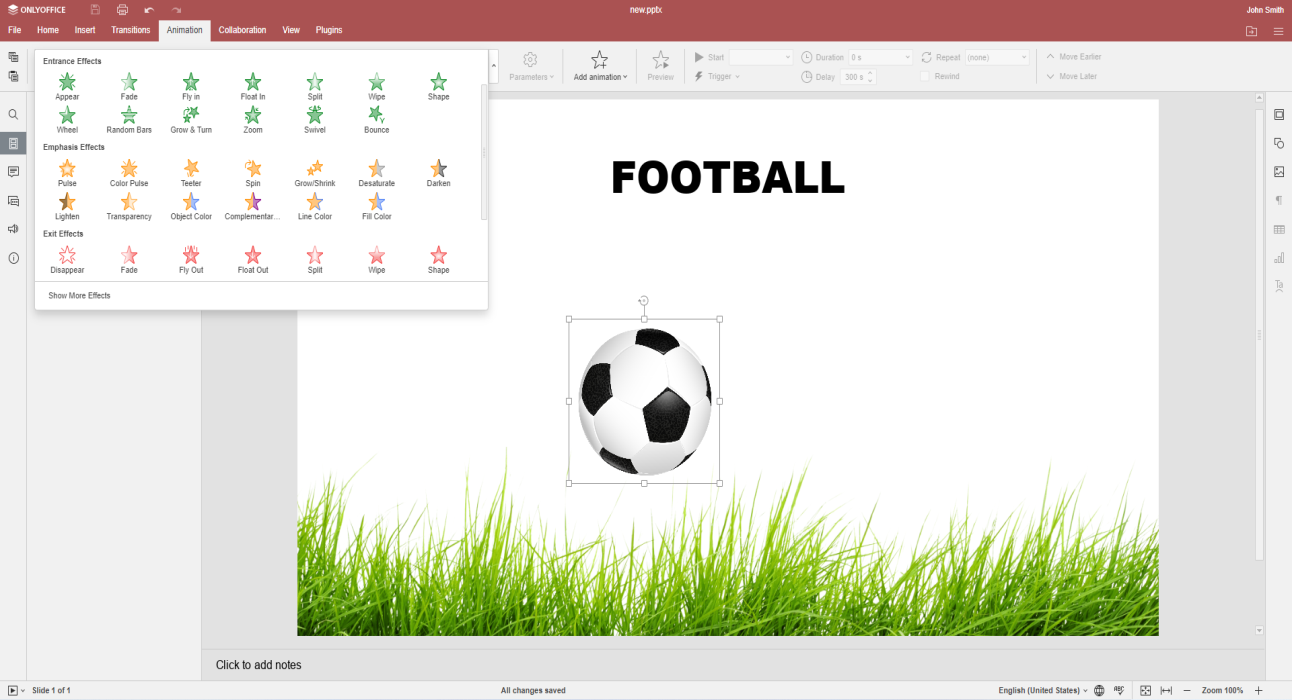 ONLYOFFICE
new.pptx
John Smith
File Home Insert Transitions Animation Collaboration View Plugins
Parameters
Add animation
Preview
Start
Trigger
Duration 0 s
Delay 300 s
Repeat (none)
Rewind
Move Earlier
Move Later
Entrance Effects
Appear Fade Fly in Float In Split Wipe Shape
Wheel Random Bars Grow & Turn Zoom Swivel Bounce
Emphasis Effects
Pulse Color Pulse Teeter Spin Grow/Shrink Desaturate Darken
Lighten Transparency Object Color Complementar... Line Color Fill Color
Exit Effects
Disappear Fade Fly Out Float Out Split Wipe Shape
Show More Effects
FOOTBALL
Click to add notes
Slide 1 of 1
All changes saved
English (United States)
ABC
Zoom 100%